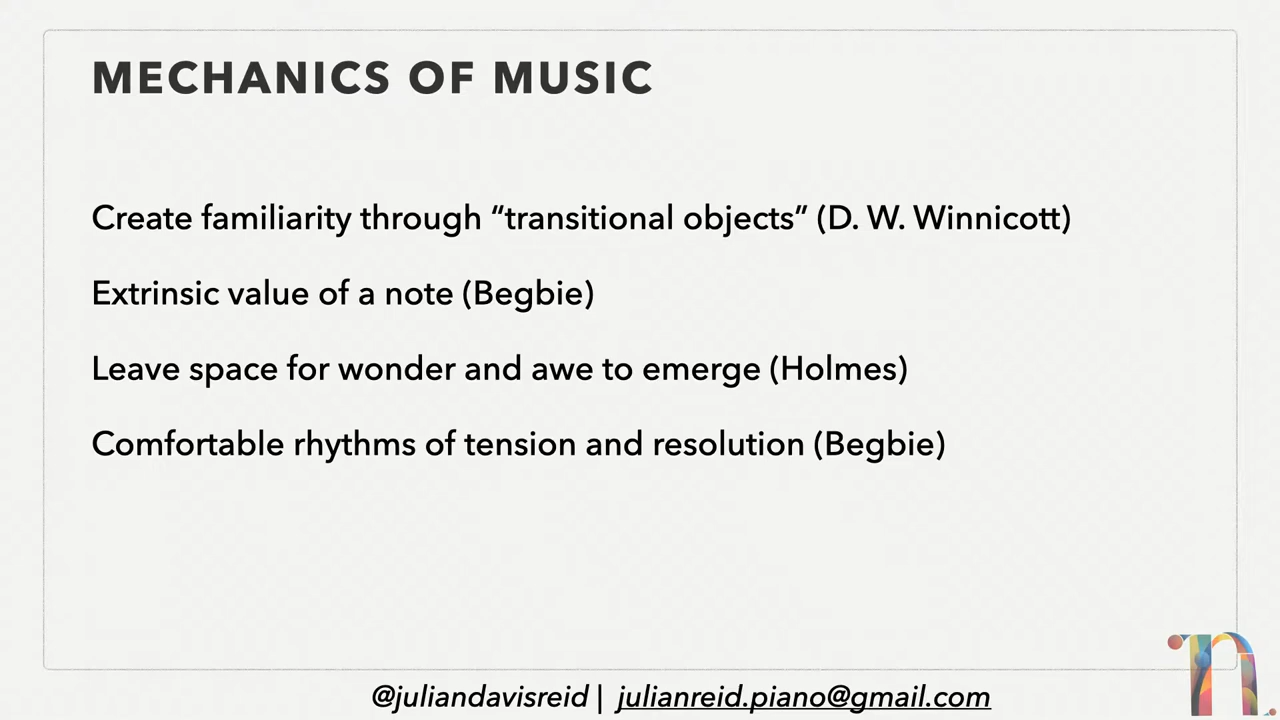 MECHANICS OF MUSIC
Create familiarity through “transitional objects” (D. W. Winnicott)
Extrinsic value of a note (Begbie)
Leave space for wonder and awe to emerge (Holmes)
Comfortable rhythms of tension and resolution (Begbie)
@juliandavisreid | julianreid.piano@gmail.com
n.